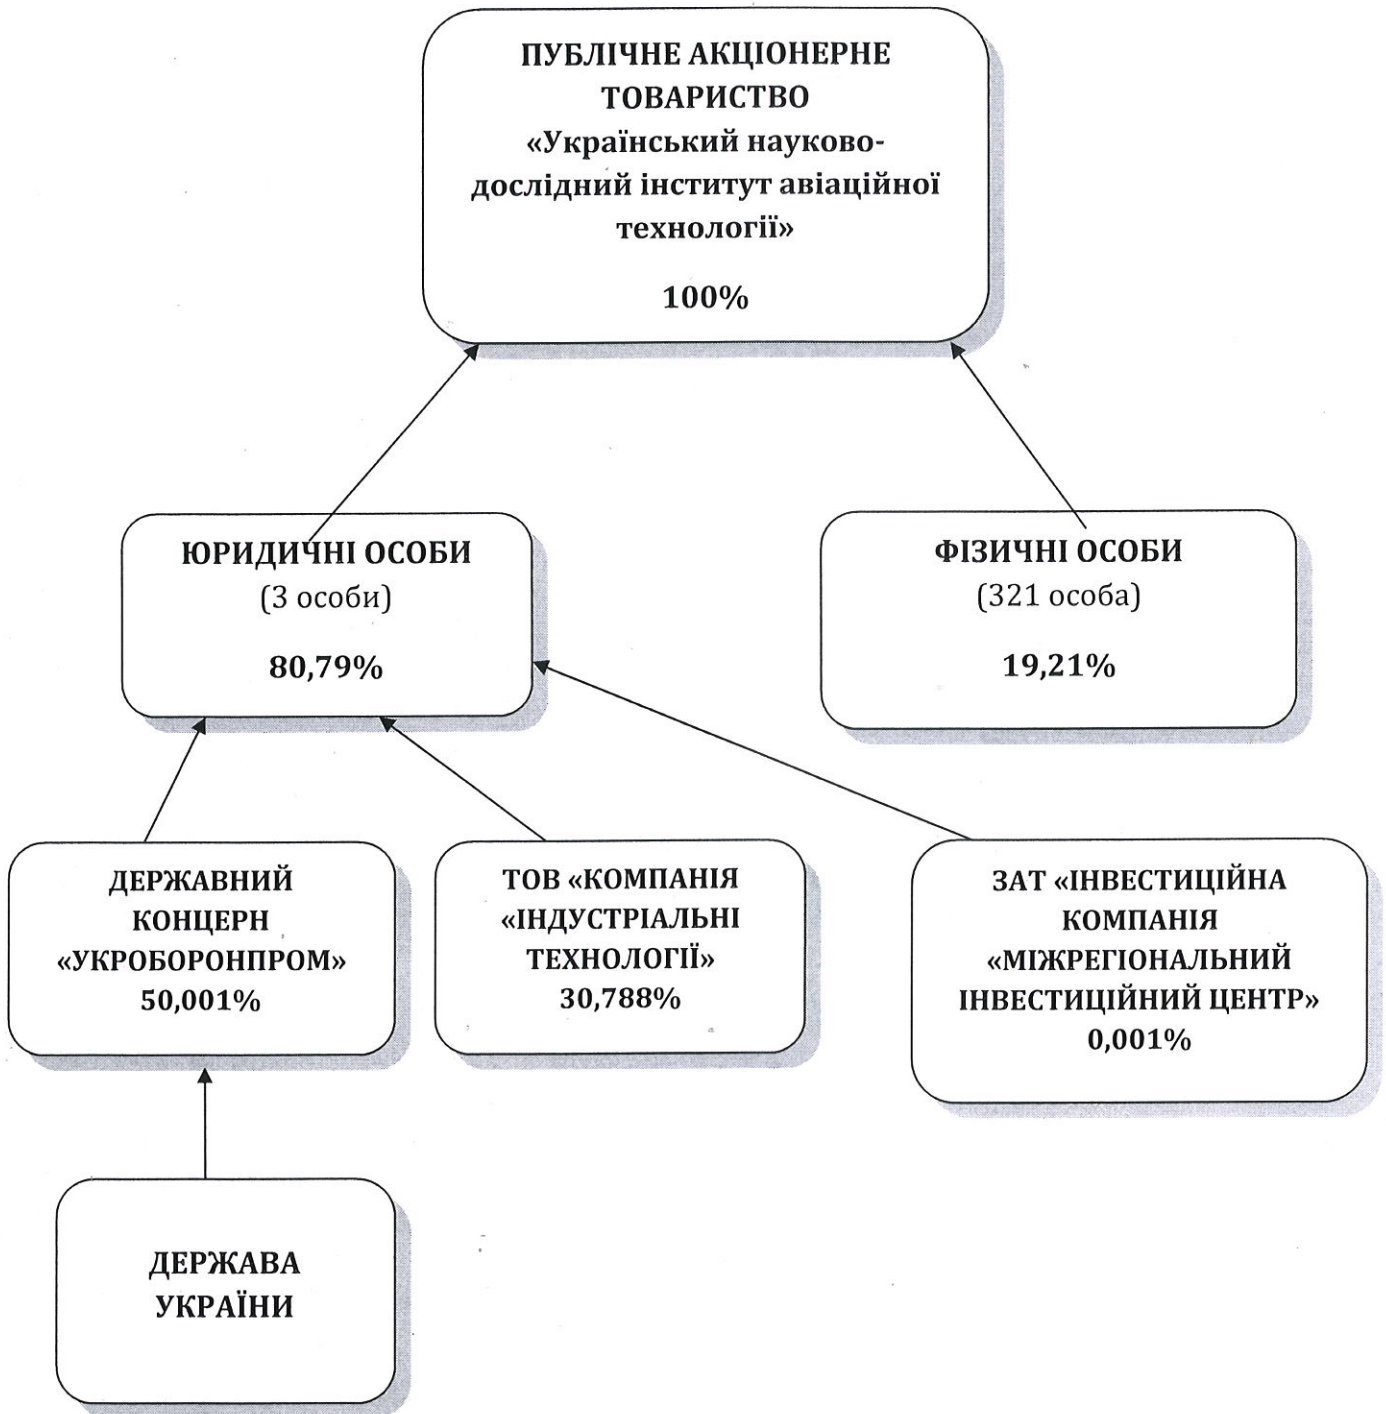 ПУБЛІЧНЕ АКЦІОНЕРНЕ
ТОВАРИСТВО
«Український науково-
дослідний інститут авіаційної
технології»
100%
ЮРИДИЧНІ ОСОБИ
(3 особи)
80,79%
ФІЗИЧНІ ОСОБИ
(321 особа)
19,21%
ДЕРЖАВНИЙ
КОНЦЕРН
«УКРОБОРОНПРОМ»
50,001%
ТОВ «КОМПАНІЯ
«ІНДУСТРІАЛЬНІ
ТЕХНОЛОГІЇ»
30,788%
ЗАТ «ІНВЕСТИЦІЙНА
КОМПАНІЯ
«МІЖРЕГІОНАЛЬНИЙ
ІНВЕСТИЦІЙНИЙ ЦЕНТР»
0,001%
ДЕРЖАВА
УКРАЇНИ